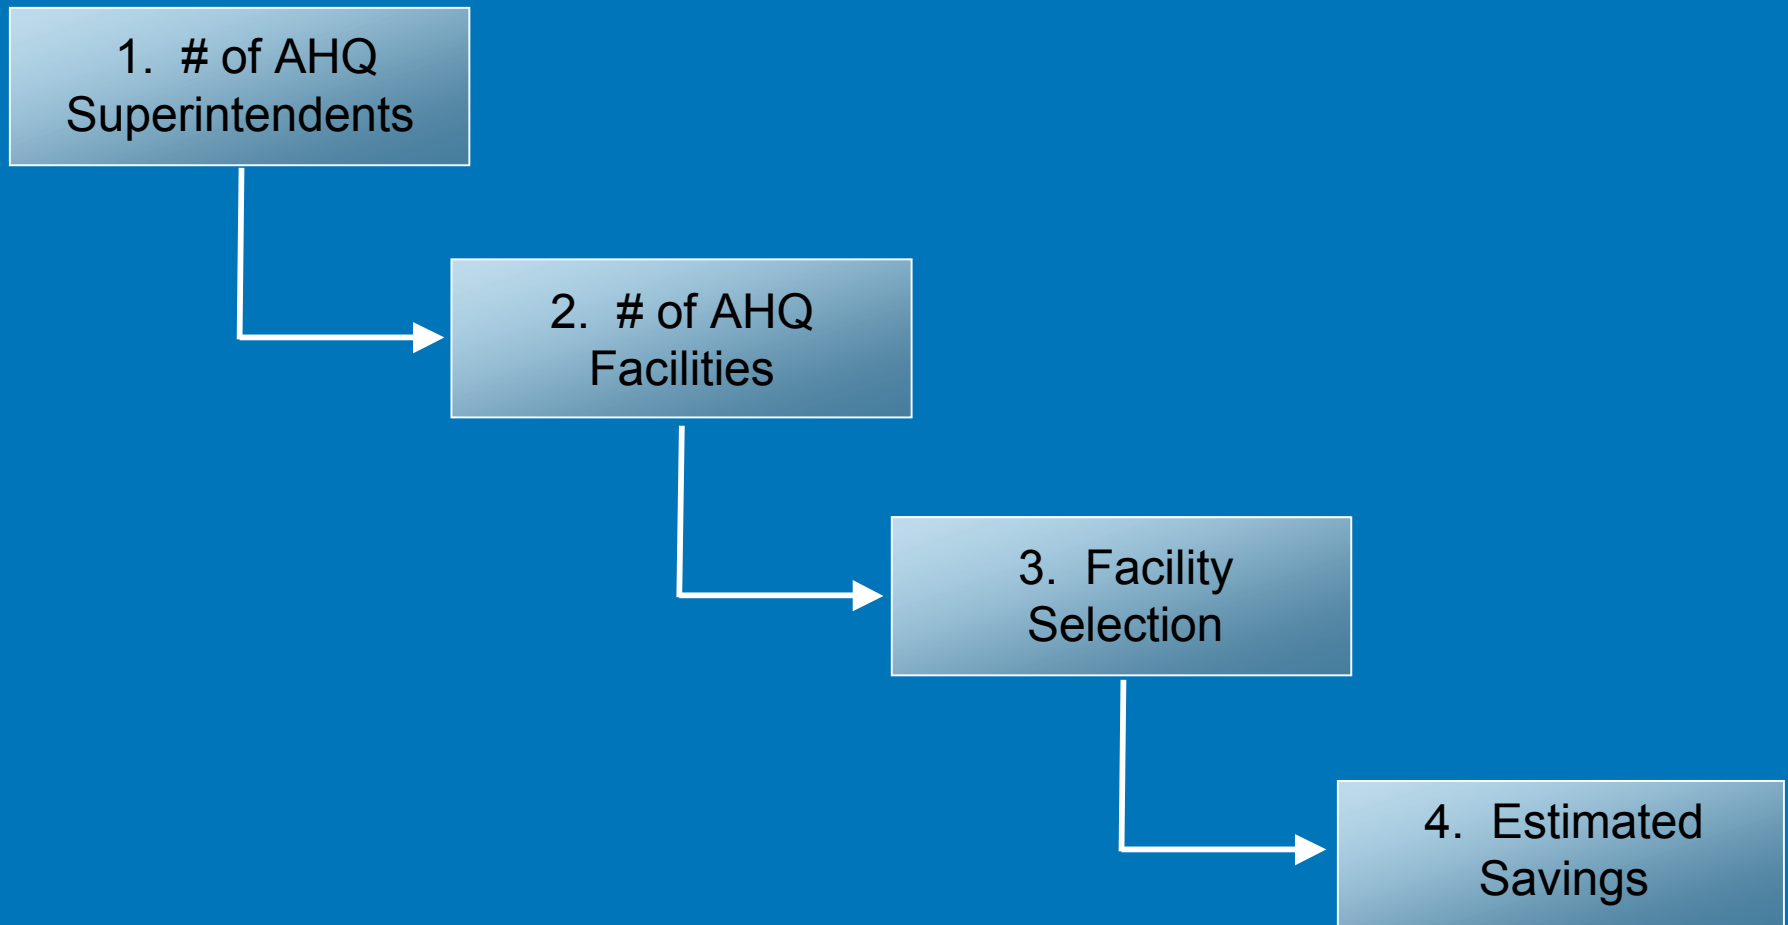 1. # of AHQ
Superintendents
2. # of AHQ
Facilities
3. Facility
Selection
4. Estimated
Savings